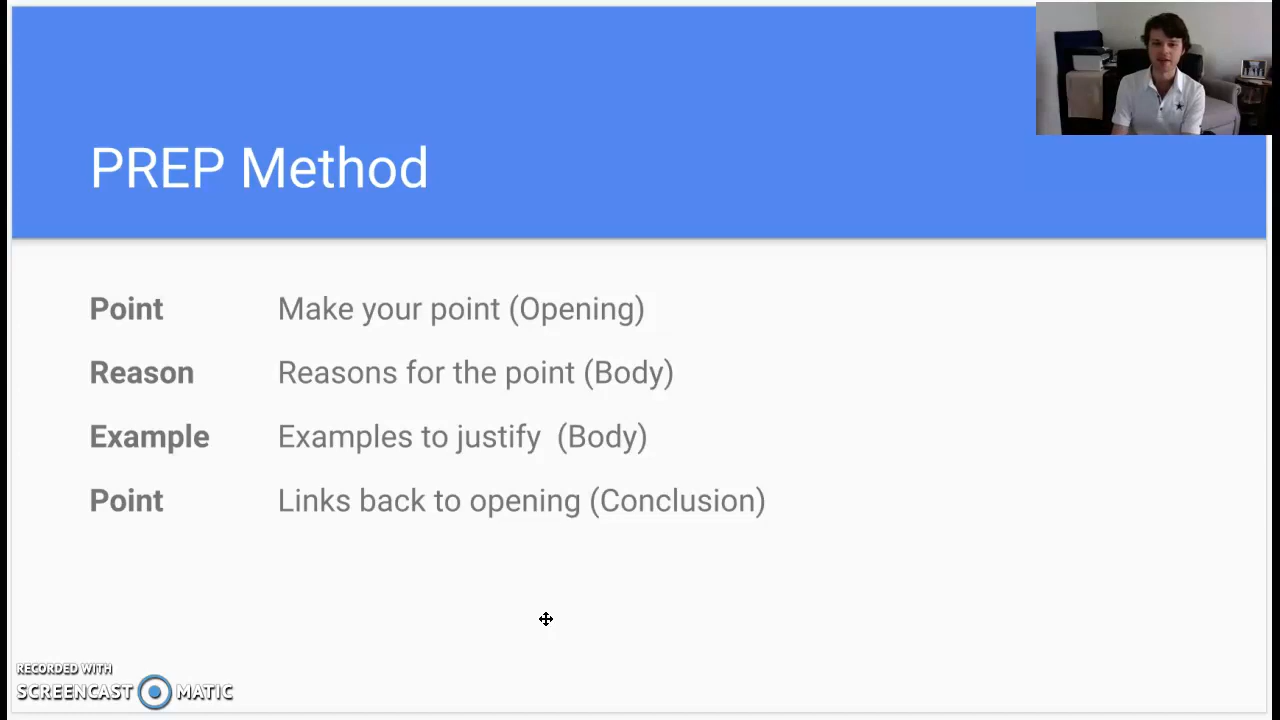 PREP Method
Point Make your point (Opening)
Reason Reasons for the point (Body)
Example Examples to justify (Body)
Point Links back to opening (Conclusion)
RECORDED WITH
SCREENCAST MATIC